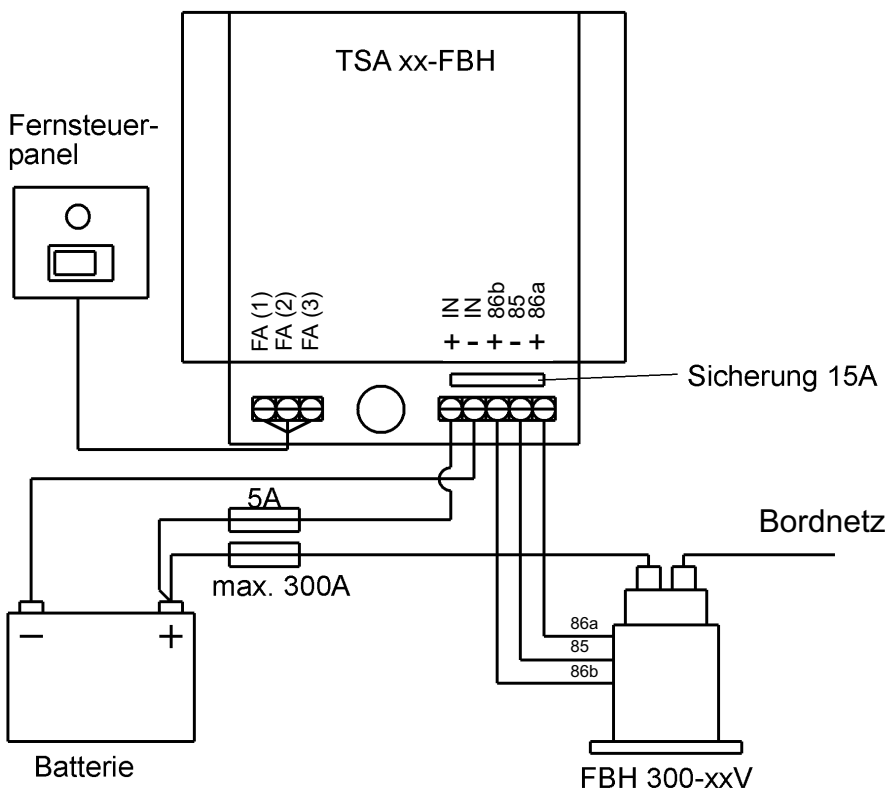 TSA xx-FBH
Fernsteuer-
panel
FA (1)
FA (2)
FA (3)
IN
IN
86b
85
86a
+ - + - +
Sicherung 15A
5A
max. 300A
Bordnetz
- +
Batterie
86a
85
86b
FBH 300-xxV